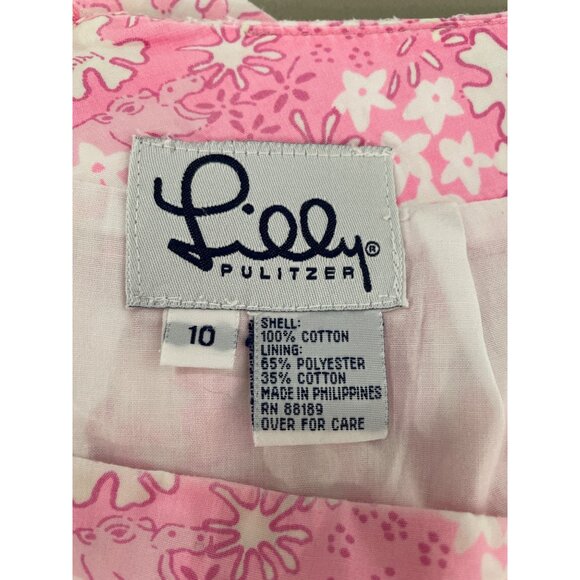 Lilly®
PULITZER
10
SHELL:
100% COTTON
LINING:
65% POLYESTER
35% COTTON
MADE IN PHILIPPINES
RN 88189
OVER FOR CARE